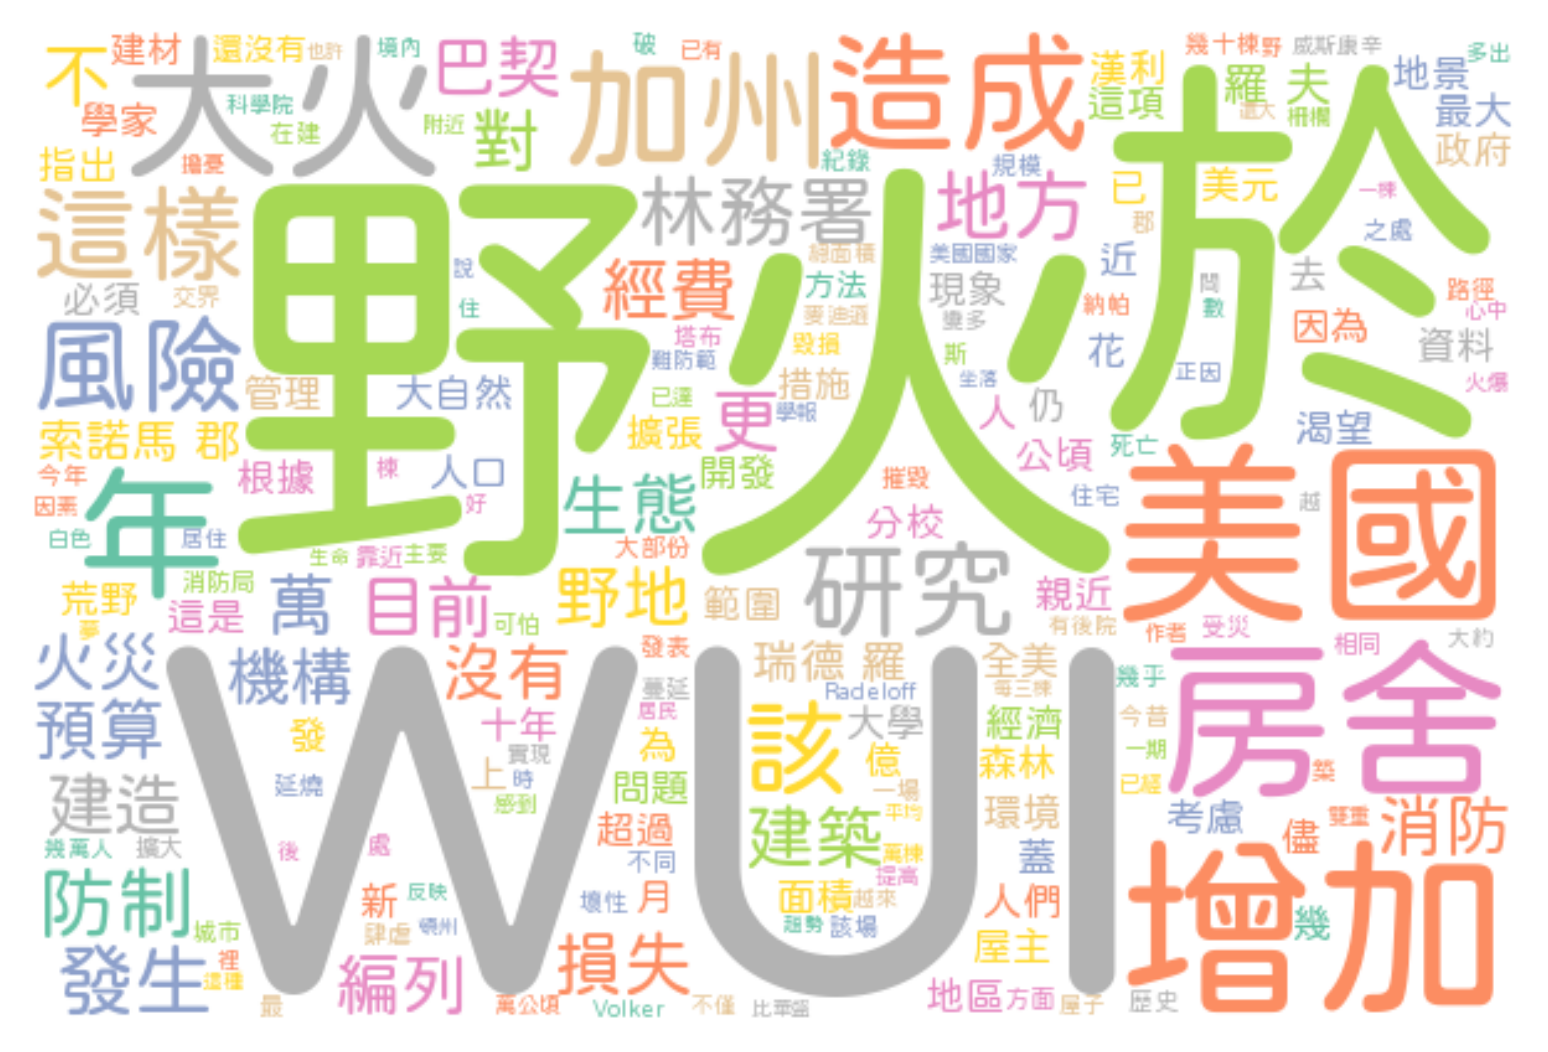 不
建材
還沒有
也許
境內
巴契
破
已有
造成
漢利
幾十棟
野
威斯康辛
多出
大火
加州
羅 夫
地景
學家
科學院
在建
附近
對
這項
還大
柵欄
最大
政府
指出
擔憂
紀錄
規模
於
已
美元
一棟
這樣
野火
林務署
地方
郡
之處
必須
交界
說
住
經費
總面積
方法
麥迪遜
美國國家
現象
變多
近
問
數
去
路徑
心中
納帕
因為
資料
風險
管理
大自然
塔布
難防範
毀損
措施
斯
坐落
花
正因
火爆
已達
更
學報
人
仍
渴望
索諾馬 郡
擴張
公頃
死亡
今年
因素
年
根據
棟
人口
好
生態
開發
摧毀
分校
住宅
越
美國
白色
居住
生命
靠近
主要
大部份
荒野
夢
消防局
這是
萬
目前
可怕
野地
範圍
研究
親近
有後院
作者
受災
相同
大約
火災
機構
沒有
發表
蔓延
居民
瑞德 羅
Radeloff
全美
每三棟
幾乎
房舍
預算
發
十年
實現
為
該
大學
億
經濟
森林
今昔
一期
已經
築
WUI
延燒
上
時
感到
問題
一場
平均
建造
幾萬人
擴大
後
處
超過
不同
建築
萬棟
提高
環境
蓋
考慮
儘
雙重
消防
防制
城市
新
反映
壞性
月
面積
越來
趨勢
該場
人們
增加
幾
發生
裡
這種
肆虐
頓州
損失
屋主
最
編列
萬公頃
Volker
不僅
比華盛
地區
方面
屋子
歷史